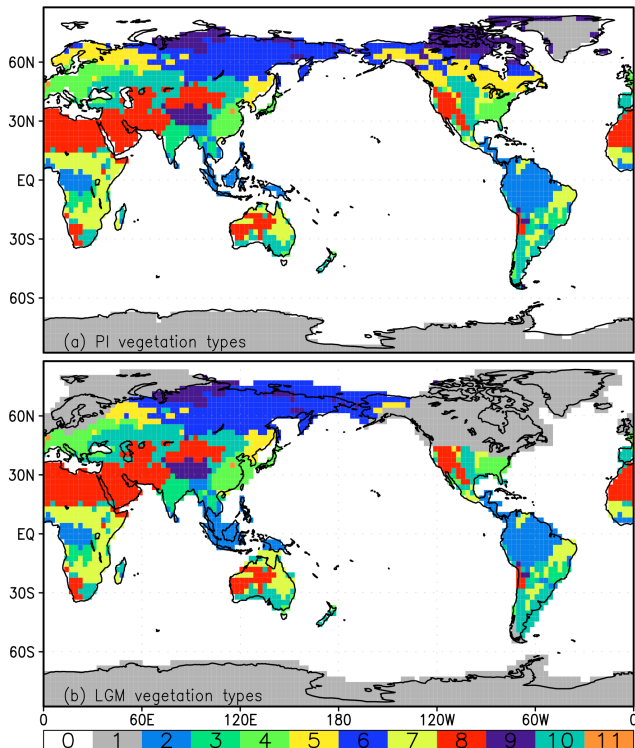 60N
30N
EQ
30S
60S
(a) PI vegetation types
60N
30N
EQ
30S
60S
(b) LGM vegetation types
0 60E 120E 180 120W 60W 0
0 1 2 3 4 5 6 7 8 9 10 11